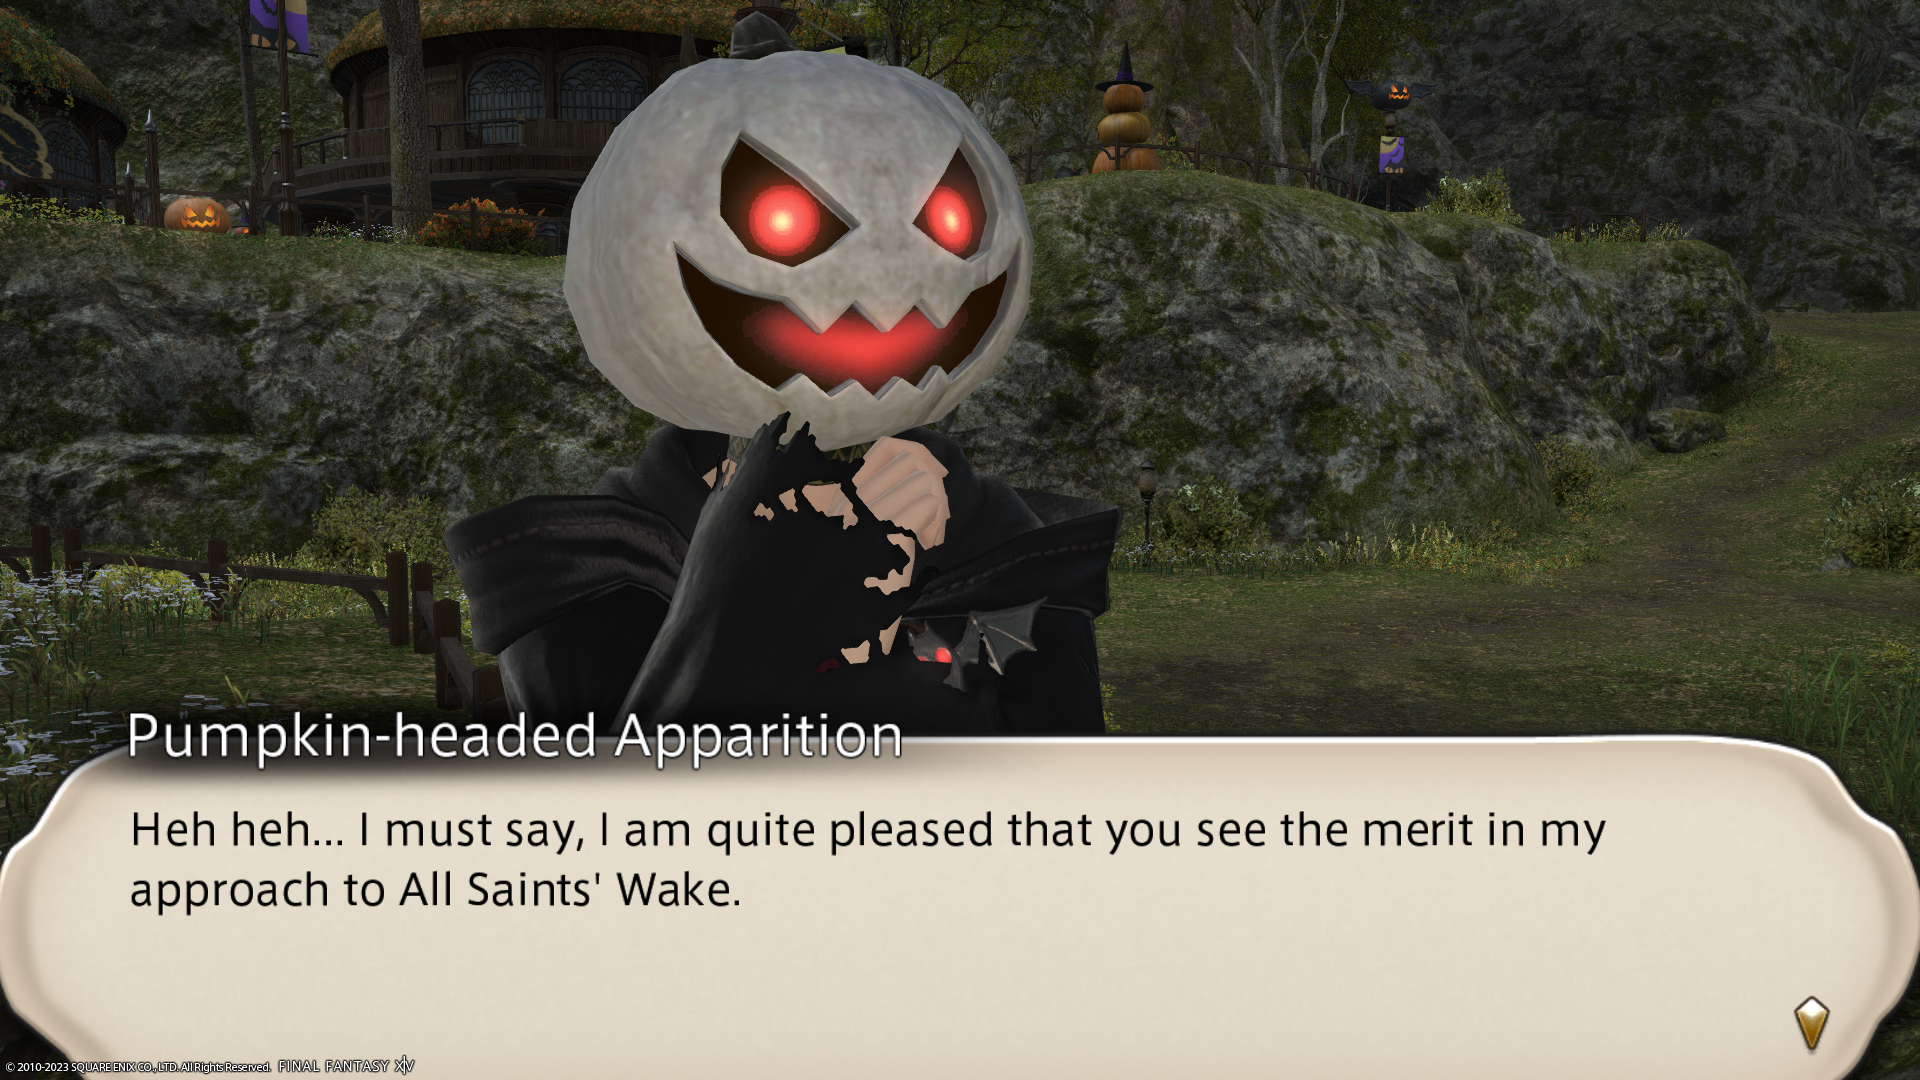 Pumpkin-headed Apparition
Heh heh... I must say, I am quite pleased that you see the merit in my
approach to All Saints' Wake.
© 2010-2023 SQUARE ENIX CO., LTD. All Rights Reserved. FINAL FANTASY XIV